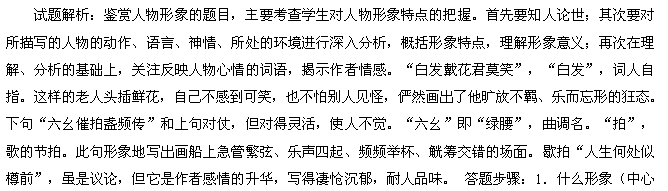 试题解析：鉴赏人物形象的题目，主要考查学生对人物形象特点的把握。首先要知人论世；其次要对
所描写的人物的动作、语言、神情、所处的环境进行深入分析，概括形象特点，理解形象意义；再次在理
解、分析的基础上，关注反映人物心情的词语，揭示作者情感。“白发戴花君莫笑”，“白发”，词人自
指。这样的老人头插鲜花，自己不感到可笑，也不怕别人见怪，俨然画出了他旷放不羁、乐而忘形的狂态。
下句“六幺催拍盏频传”和上句对仗，但对得灵活，使人不觉。“六幺”即“绿腰”，曲调名。“拍”，
歌的节拍。此句形象地写出画船上急管繁弦、乐声四起、频频举杯、觥筹交错的场面。歇拍“人生何处似
樽前”，虽是议论，但它是作者感情的升华，写得凄怆沉郁，耐人品味。 答题步骤：1．什么形象（中心